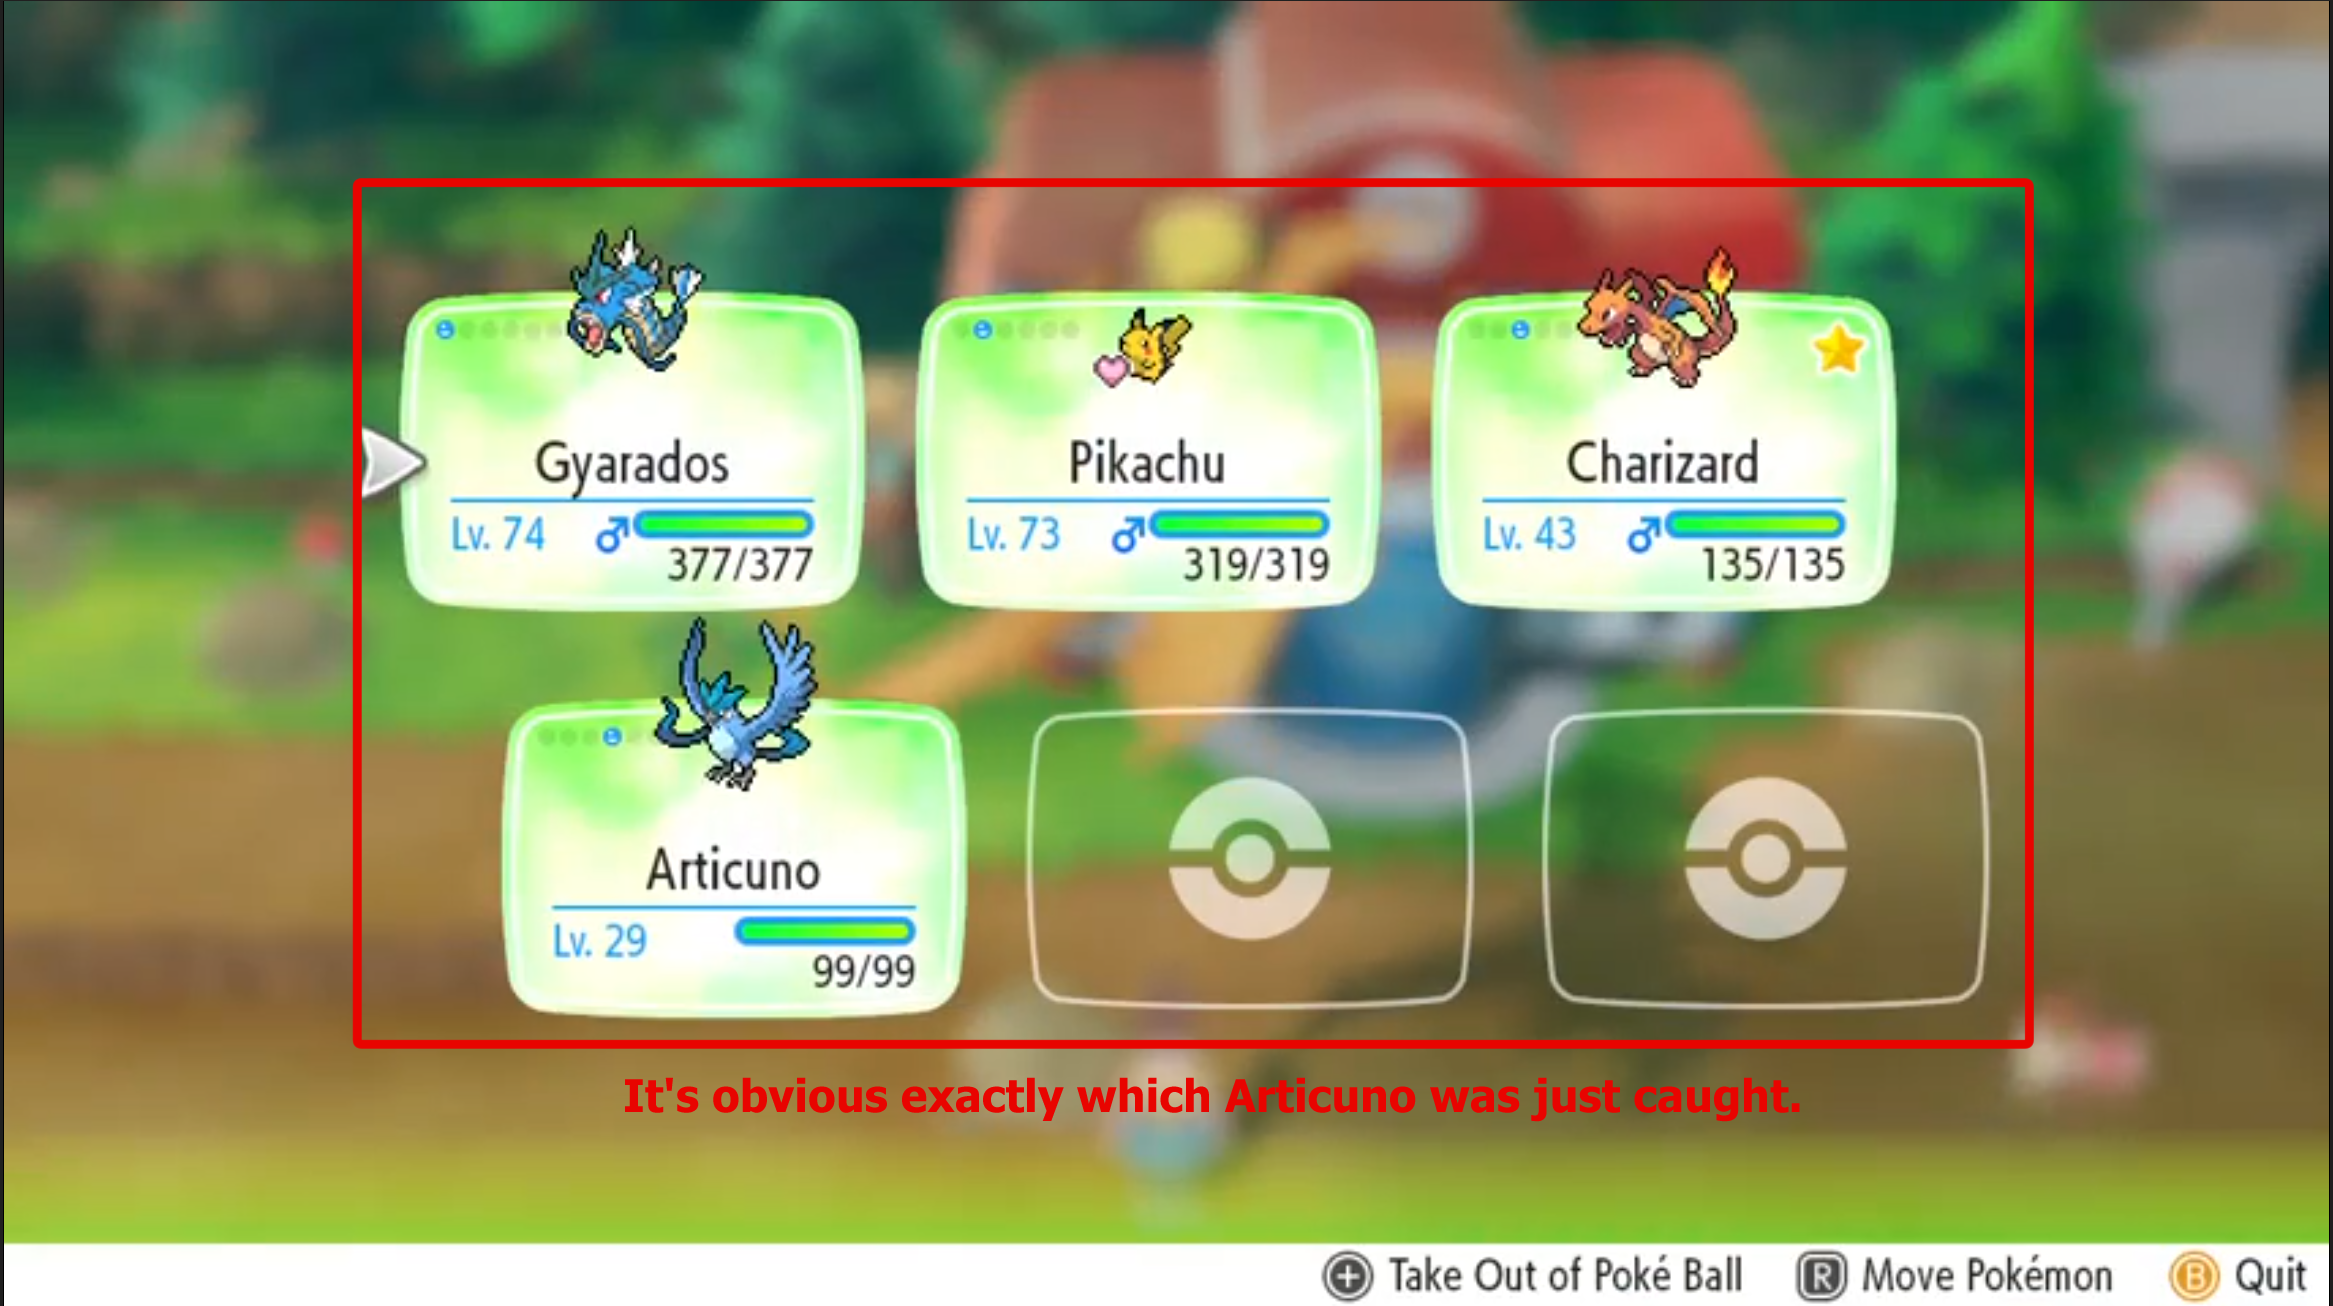 Gyarados
Lv. 74 ♂ 377/377
Pikachu
Lv. 73 ♂ 319/319
Charizard
Lv. 43 ♂ 135/135
Articuno
Lv. 29 99/99
It's obvious exactly which Articuno was just caught.
+ Take Out of Poké Ball R Move Pokémon B Quit